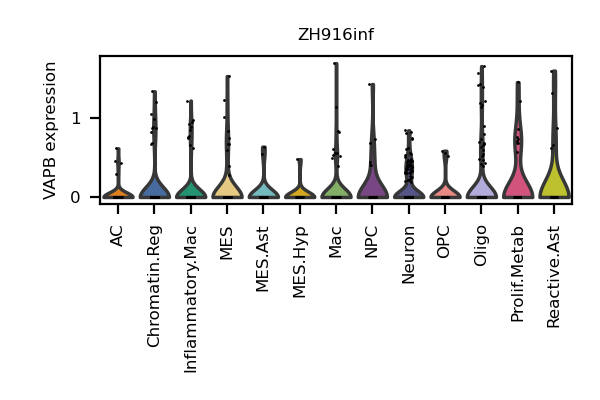 ZH916inf
VAPB expression
1
0
AC
Chromatin.Reg
Inflammatory.Mac
MES
MES.Ast
MES.Hyp
Mac
NPC
Neuron
OPC
Oligo
Prolif.Metab
Reactive.Ast